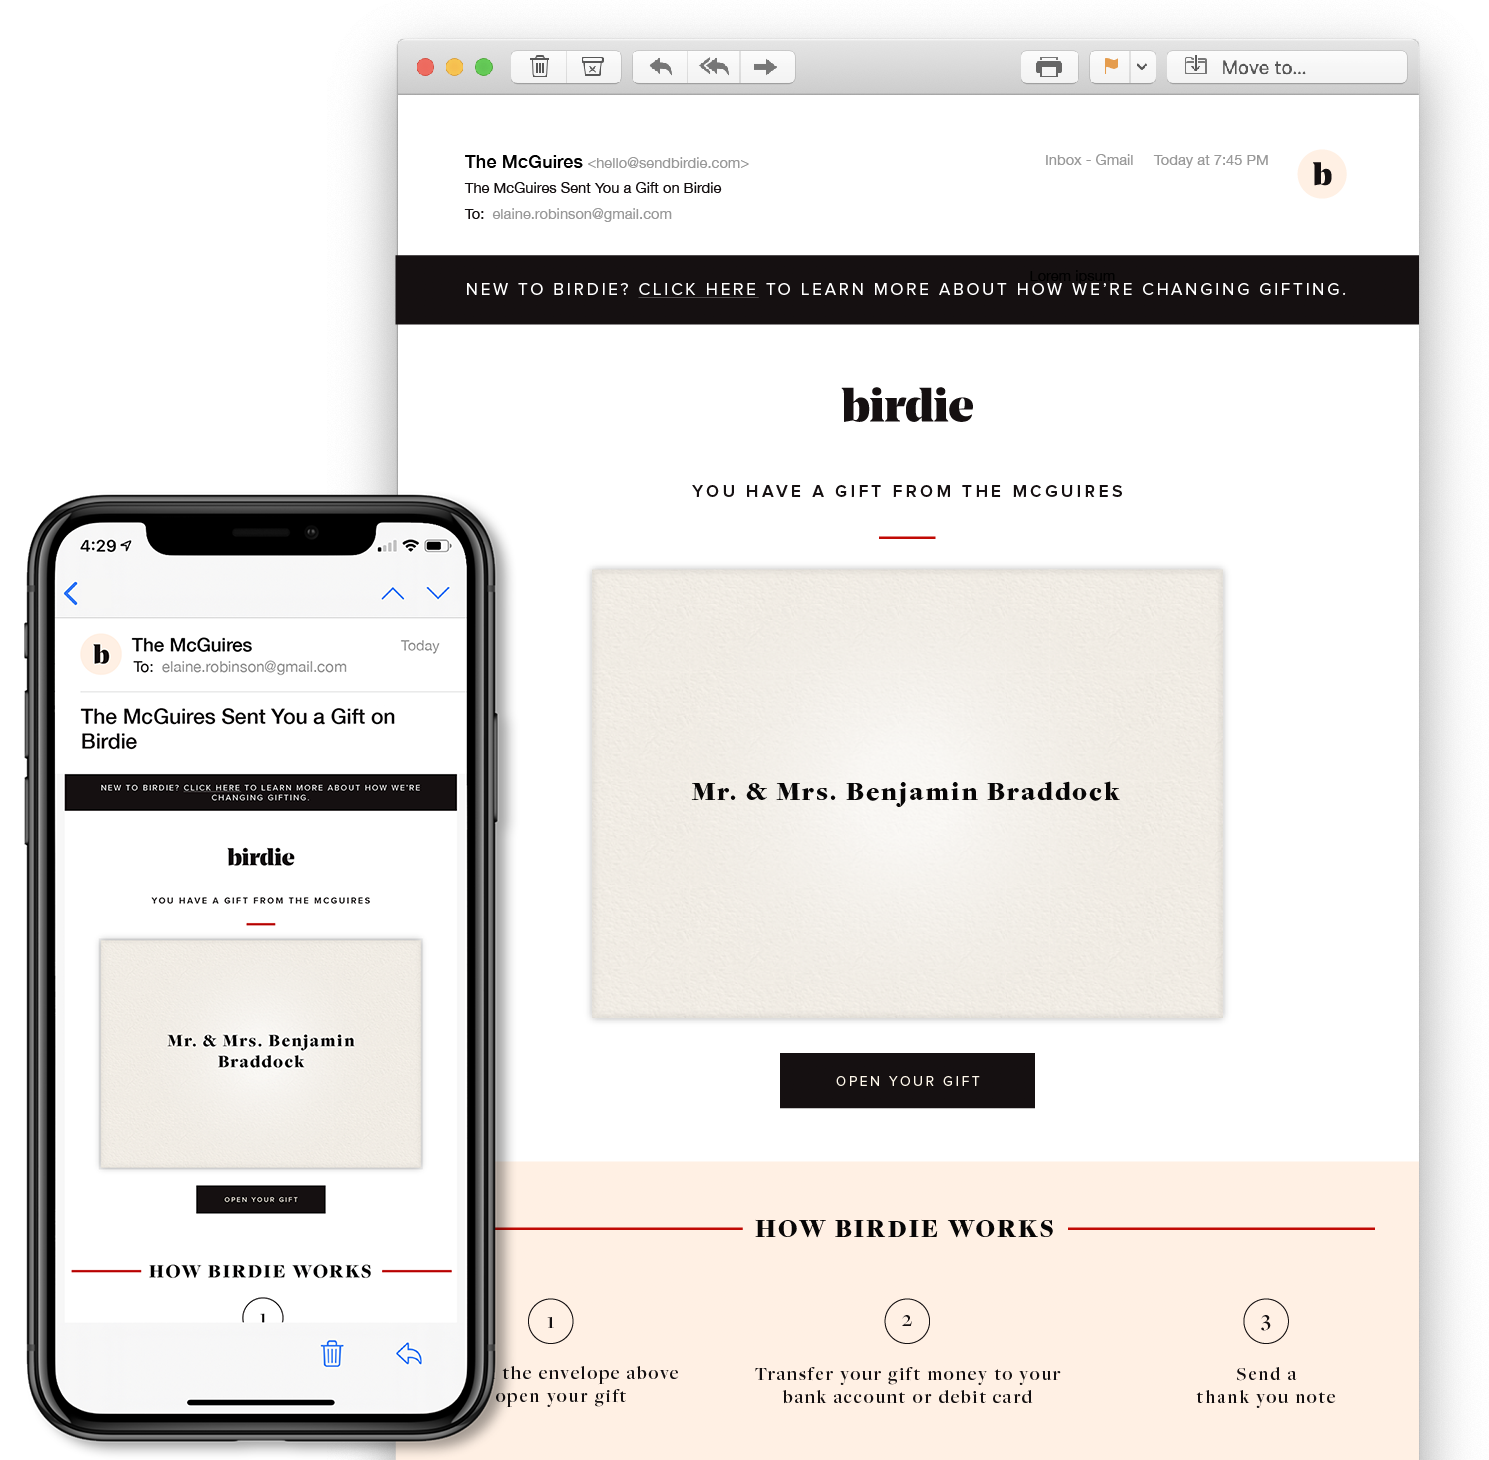 Move to...
The McGuires <hello@sendbirdie.com>
Inbox - Gmail Today at 7:45 PM
b
The McGuires Sent You a Gift on Birdie
To: elaine.robinson@gmail.com
Lorem ipsum
NEW TO BIRDIE? CLICK HERE TO LEARN MORE ABOUT HOW WE'RE CHANGING GIFTING.
birdie
YOU HAVE A GIFT FROM THE MCGUIRES
Mr. & Mrs. Benjamin Braddock
OPEN YOUR GIFT
HOW BIRDIE WORKS
1
the envelope above
open your gift
2
Transfer your gift money to your
bank account or debit card
3
Send a
thank you note
4:29
b
The McGuires
Today
To: elaine.robinson@gmail.com
The McGuires Sent You a Gift on
Birdie
NEW TO BIRDIE? CLICK HERE TO LEARN MORE ABOUT HOW WE'RE
CHANGING GIFTING.
birdie
YOU HAVE A GIFT FROM THE MCGUIRES
Mr. & Mrs. Benjamin
Braddock
OPEN YOUR GIFT
HOW BIRDIE WORKS
1